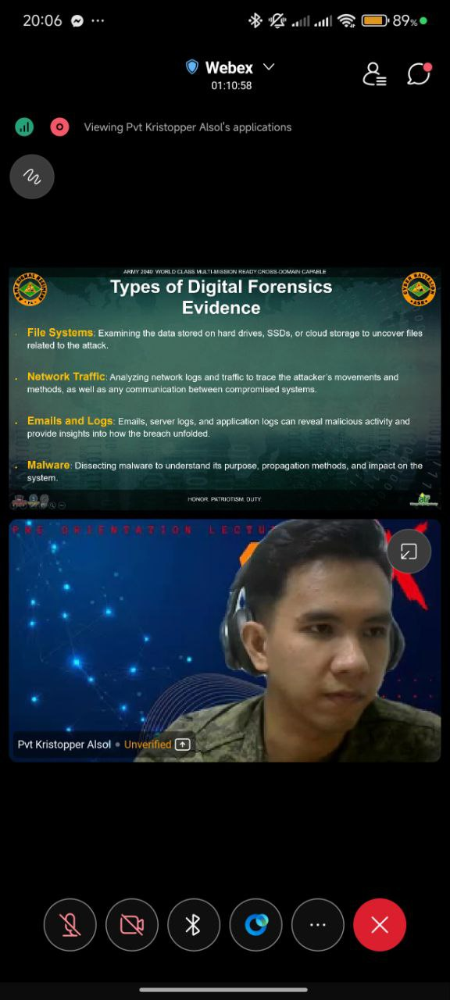 20:06
89%
Webex
01:10:58
Viewing Pvt Kristopper Alsol's applications
ARMY 2040: WORLD CLASS MULTI-MISSION READY CROSS-DOMAIN CAPABLE
Types of Digital Forensics
Evidence
File Systems: Examining the data stored on hard drives, SSDs, or cloud storage to uncover files
related to the attack.
Network Traffic: Analyzing network logs and traffic to trace the attacker's movements and
methods, as well as any communication between compromised systems.
Emails and Logs: Emails, server logs, and application logs can reveal malicious activity and
provide insights into how the breach unfolded.
Malware: Dissecting malware to understand its purpose, propagation methods, and impact on the
system.
HONOR. PATRIOTISM. DUTY.
PRE ORIENTATION LECTU
Pvt Kristopper Alsol • Unverified